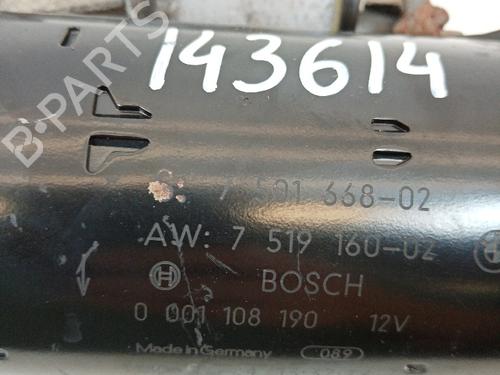 143614
B-PARTS
7 501 668-02
AW: 7 519 160-02
BOSCH
0 001 108 190 12V
Made in Germany 089